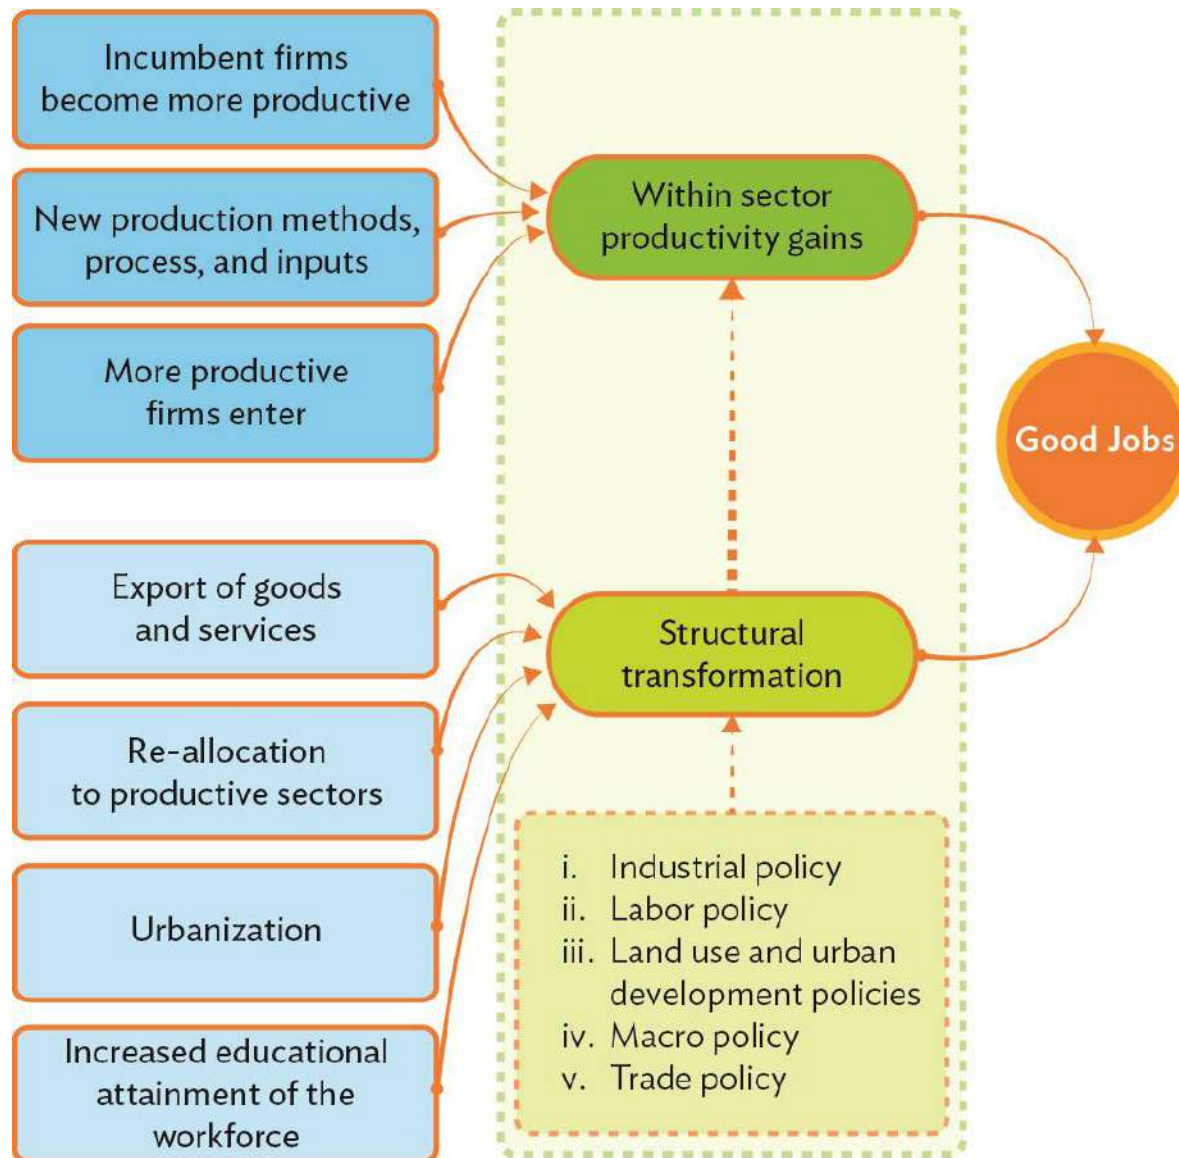 Incumbent firms
become more productive
New production methods,
process, and inputs
More productive
firms enter
Within sector
productivity gains
Good Jobs
Export of goods
and services
Re-allocation
to productive sectors
Urbanization
Increased educational
attainment of the
workforce
Structural
transformation
i. Industrial policy
ii. Labor policy
iii. Land use and urban
development policies
iv. Macro policy
v. Trade policy